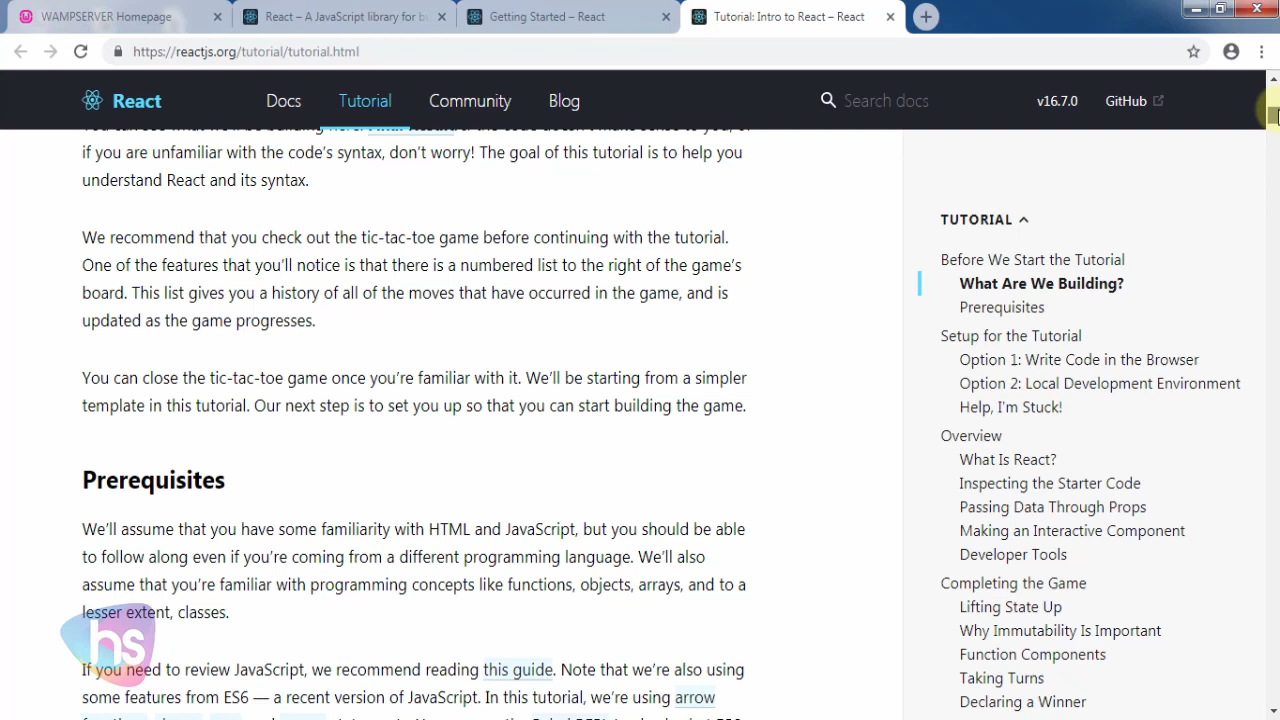 WAMPSERVER Homepage
React – A JavaScript library for bu
Getting Started – React
Tutorial: Intro to React – React
https://reactjs.org/tutorial/tutorial.html
React
Docs
Tutorial
Community
Blog
Search docs
v16.7.0
GitHub
if you are unfamiliar with the code's syntax, don't worry! The goal of this tutorial is to help you
understand React and its syntax.
We recommend that you check out the tic-tac-toe game before continuing with the tutorial.
One of the features that you'll notice is that there is a numbered list to the right of the game's
board. This list gives you a history of all of the moves that have occurred in the game, and is
updated as the game progresses.
You can close the tic-tac-toe game once you're familiar with it. We'll be starting from a simpler
template in this tutorial. Our next step is to set you up so that you can start building the game.
Prerequisites
We'll assume that you have some familiarity with HTML and JavaScript, but you should be able
to follow along even if you're coming from a different programming language. We'll also
assume that you're familiar with programming concepts like functions, objects, arrays, and to a
lesser extent, classes.
If you need to review JavaScript, we recommend reading this guide. Note that we're also using
some features from ES6 — a recent version of JavaScript. In this tutorial, we're using arrow
hs
TUTORIAL
Before We Start the Tutorial
What Are We Building?
Prerequisites
Setup for the Tutorial
Option 1: Write Code in the Browser
Option 2: Local Development Environment
Help, I'm Stuck!
Overview
What Is React?
Inspecting the Starter Code
Passing Data Through Props
Making an Interactive Component
Developer Tools
Completing the Game
Lifting State Up
Why Immutability Is Important
Function Components
Taking Turns
Declaring a Winner